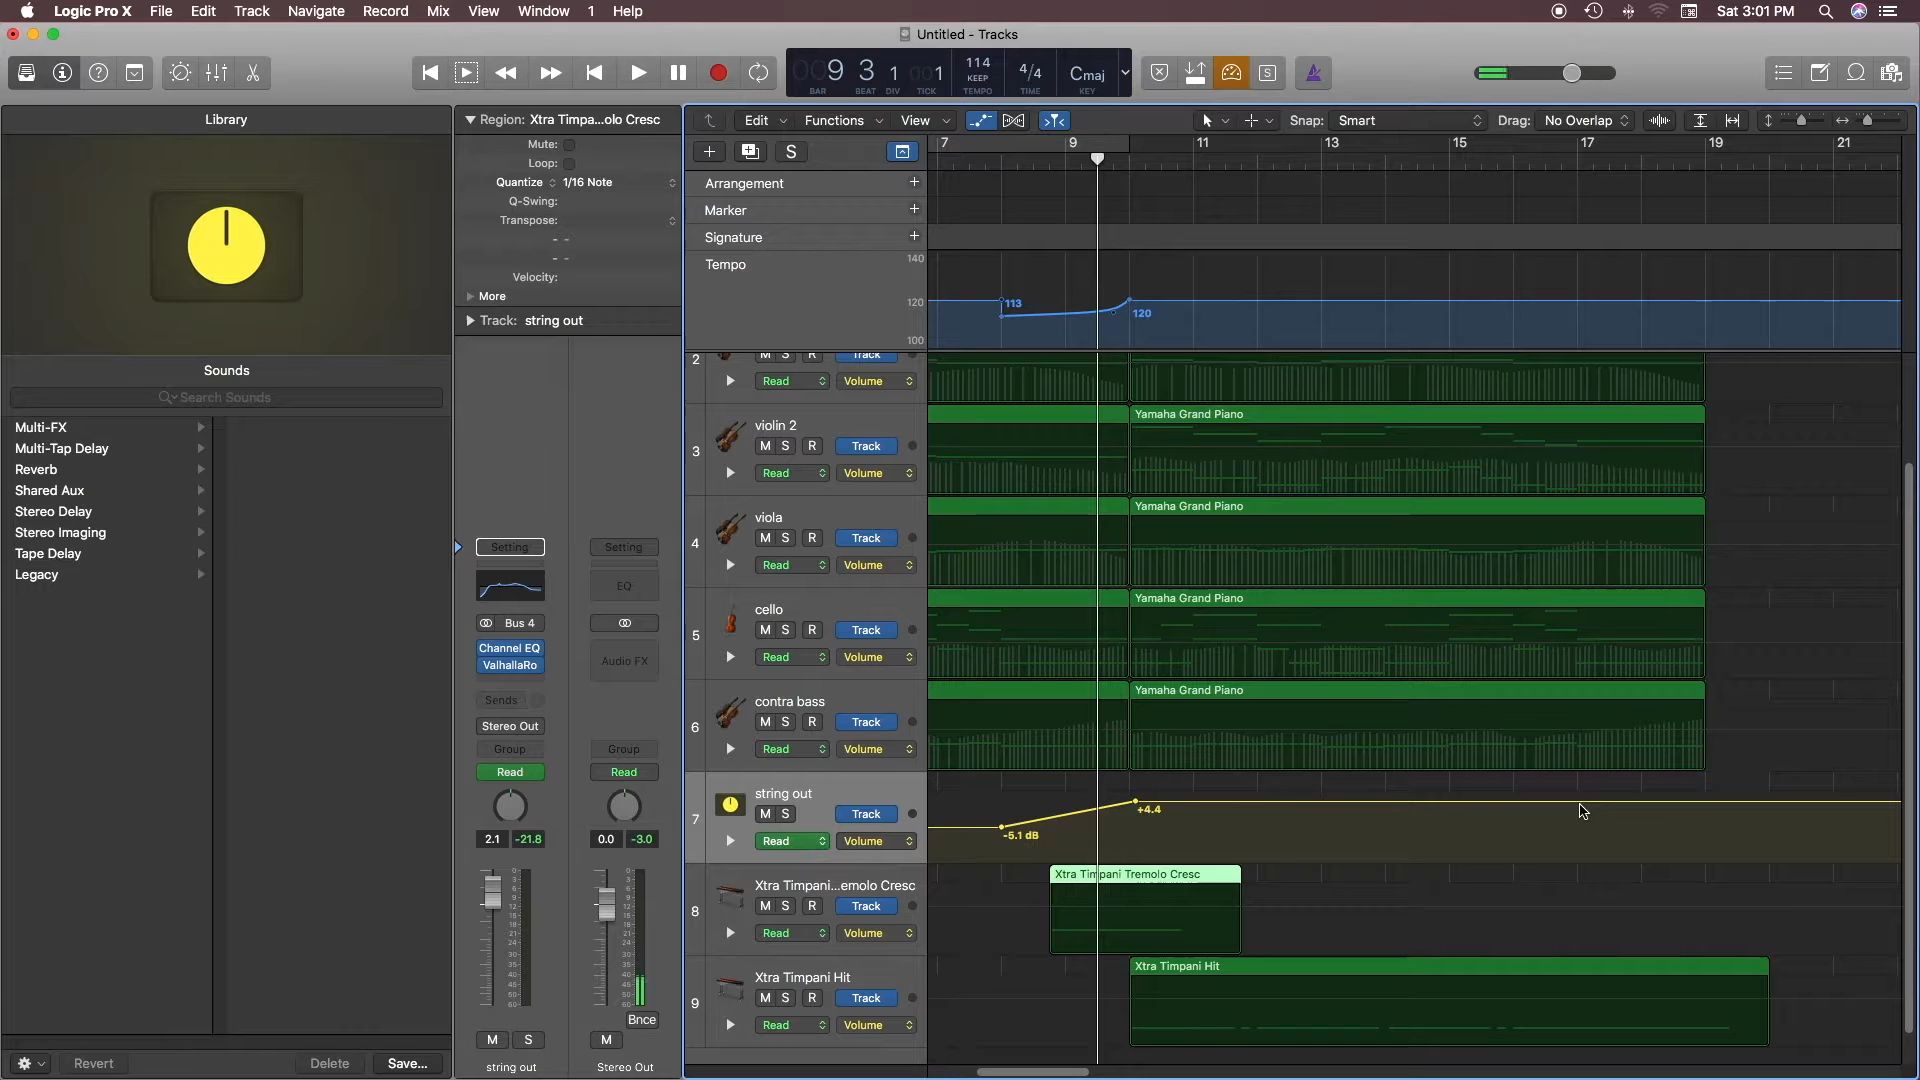 Logic Pro X File Edit Track Navigate Record Mix View Window 1 Help
Sat 3:01 PM
Untitled - Tracks
9 3 1 1
BAR BEAT DIV TICK
114
KEEP
TEMPO
4/4
TIME
Cmaj
KEY
S
Library
Sounds
Search Sounds
Multi-FX
Multi-Tap Delay
Reverb
Shared Aux
Stereo Delay
Stereo Imaging
Tape Delay
Legacy
Revert
Delete
Save...
Region: Xtra Timpa...olo Cresc
Mute:
Loop:
Quantize 1/16 Note
Q-Swing:
Transpose:
- -
- -
Velocity:
More
Track: string out
Setting
Bus 4
Channel EQ
ValhallaRo
Sends
Stereo Out
Group
Read
2.1 -21.8
M S
string out
Setting
EQ
Audio FX
Group
Read
0.0 -3.0
Bnce
M
Stereo Out
Edit Functions View
Snap: Smart
Drag: No Overlap
S
7 9 11 13 15 17 19 21
Arrangement
Marker
Signature
Tempo
140
120
100
113
120
2
M S R Track
Read Volume
3
violin 2
M S R Track
Read Volume
Yamaha Grand Piano
4
viola
M S R Track
Read Volume
Yamaha Grand Piano
5
cello
M S R Track
Read Volume
Yamaha Grand Piano
6
contra bass
M S R Track
Read Volume
Yamaha Grand Piano
7
string out
M S Track
Read Volume
-5.1 dB
+4.4
8
Xtra Timpani...emolo Cresc
M S R Track
Read Volume
Xtra Timpani Tremolo Cresc
9
Xtra Timpani Hit
M S R Track
Read Volume
Xtra Timpani Hit